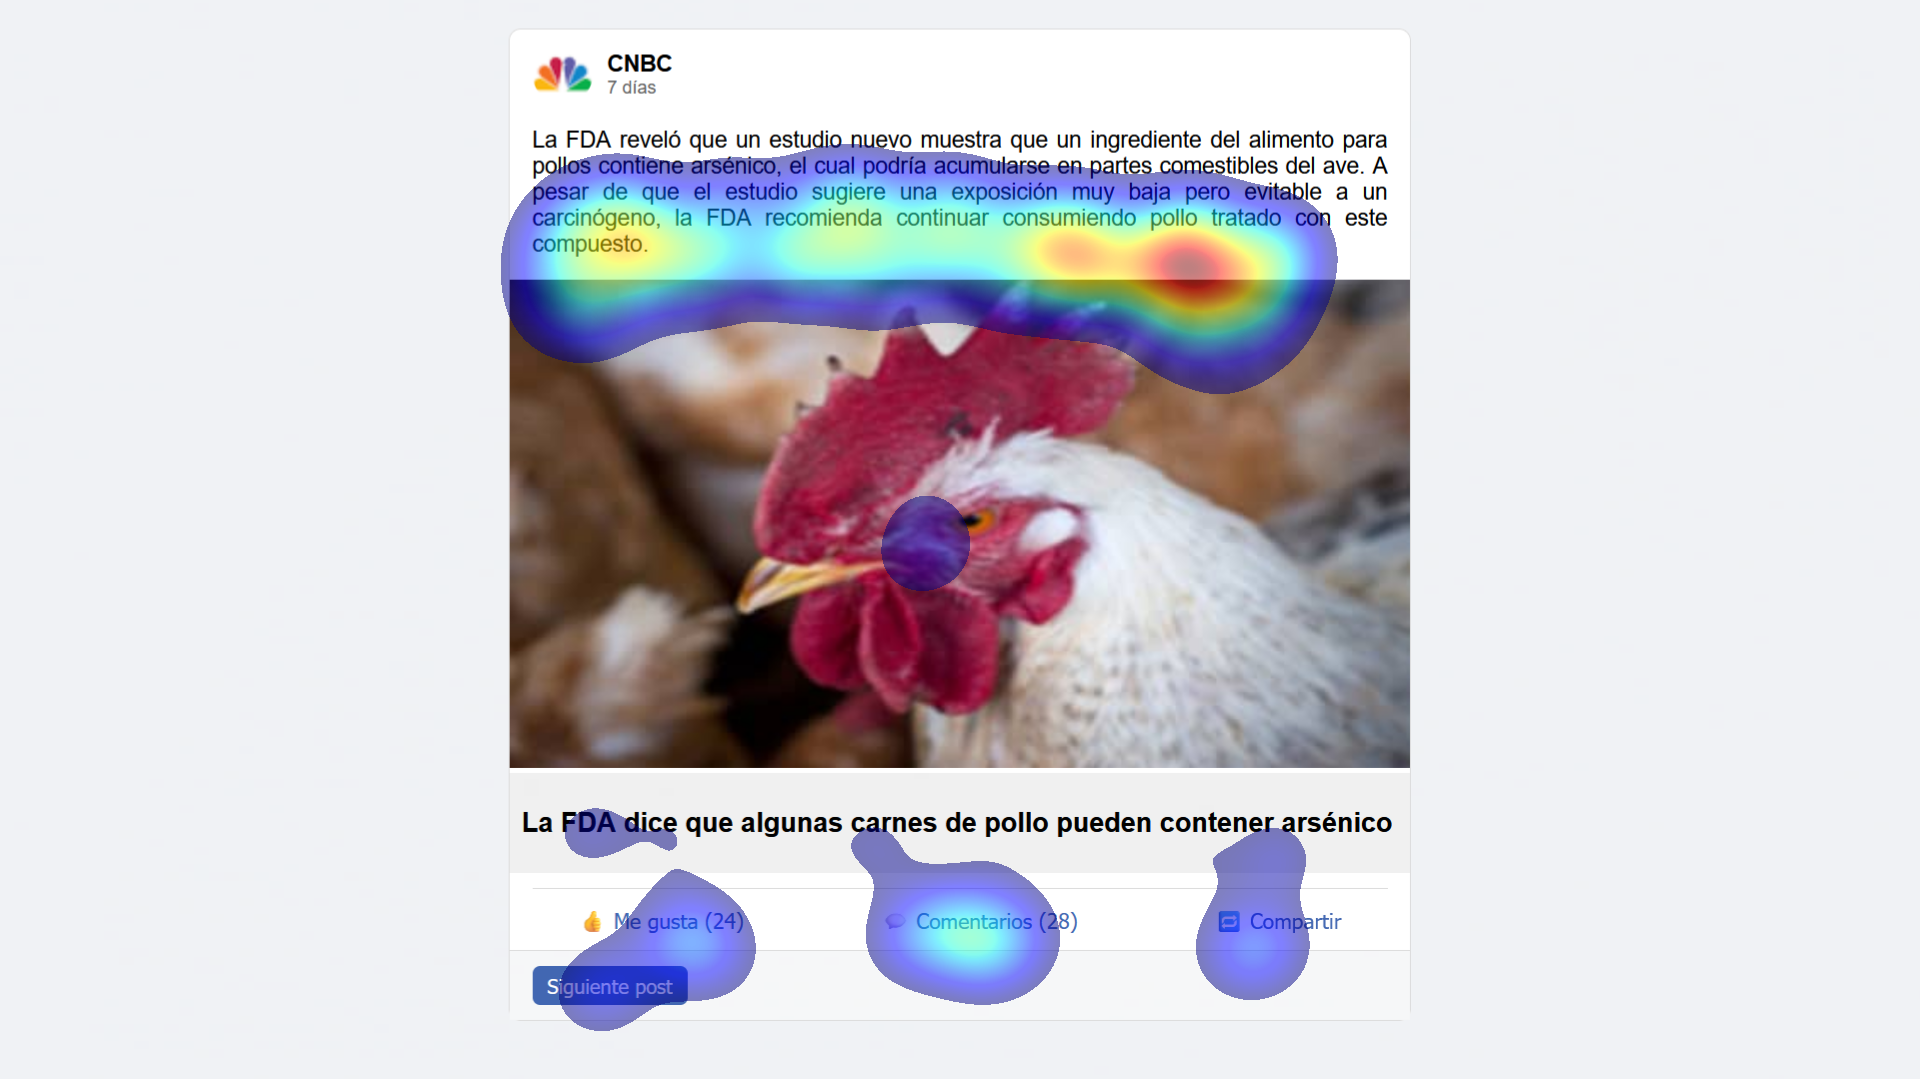 CNBC
7 días
La FDA reveló que un estudio nuevo muestra que un ingrediente del alimento para
pollos contiene arsénico, el cual podría acumularse en partes comestibles del ave. A
pesar de que el estudio sugiere una exposición muy baja pero evitable a un
carcinógeno, la FDA recomienda continuar consumiendo pollo tratado con este
compuesto.
La FDA dice que algunas carnes de pollo pueden contener arsénico
Me gusta (24)
Comentarios (28)
Compartir
Siguiente post